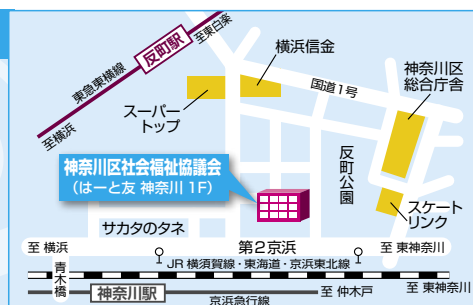 至東白楽
反町駅
東急東横線
至横浜
横浜信金
国道1号
スーパー
トップ
神奈川区
総合庁舎
神奈川区社会福祉協議会
（はーと友 神奈川 1F）
反町公園
スケート
リンク
サカタのタネ
至 横浜
第2京浜
至 東神奈川
JR 横須賀線・東海道・京浜東北線
青木橋
神奈川駅
京浜急行線
至 仲木戸
至 東神奈川